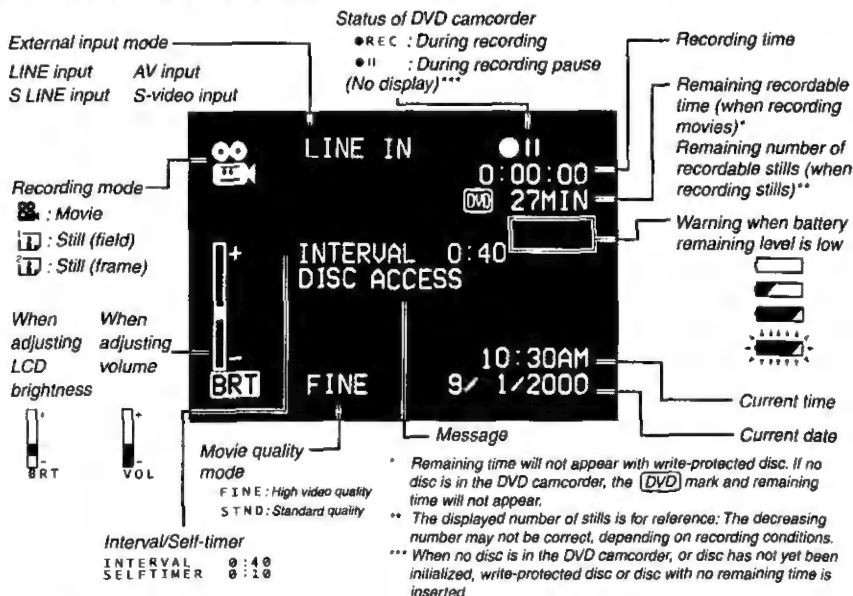 Status of DVD camcorder
●REC : During recording
●II : During recording pause
(No display)***
External input mode
LINE input AV input
S LINE input S-video input
Recording time
Remaining recordable
time (when recording
movies)*
Remaining number of
recordable stills (when
recording stills)**
Warning when battery
remaining level is low
Recording mode
: Movie
1 : Still (field)
2 : Still (frame)
When
adjusting
LCD
brightness
When
adjusting
volume
+
-
BRT
+
-
VOL
LINE IN
●II
0:00:00
DVD 27MIN
+
INTERVAL 0:40
DISC ACCESS
-
BRT
FINE
10:30AM
9/ 1/2000
Current time
Current date
Message
Movie quality
mode
FINE:High video quality
STND:Standard quality
Interval/Self-timer
INTERVAL 0:40
SELFTIMER 0:10
* Remaining time will not appear with write-protected disc. If no
disc is in the DVD camcorder, the DVD mark and remaining
time will not appear.
** The displayed number of stills is for reference: The decreasing
number may not be correct, depending on recording conditions.
*** When no disc is in the DVD camcorder, or disc has not yet been
initialized, write-protected disc or disc with no remaining time is
inserted